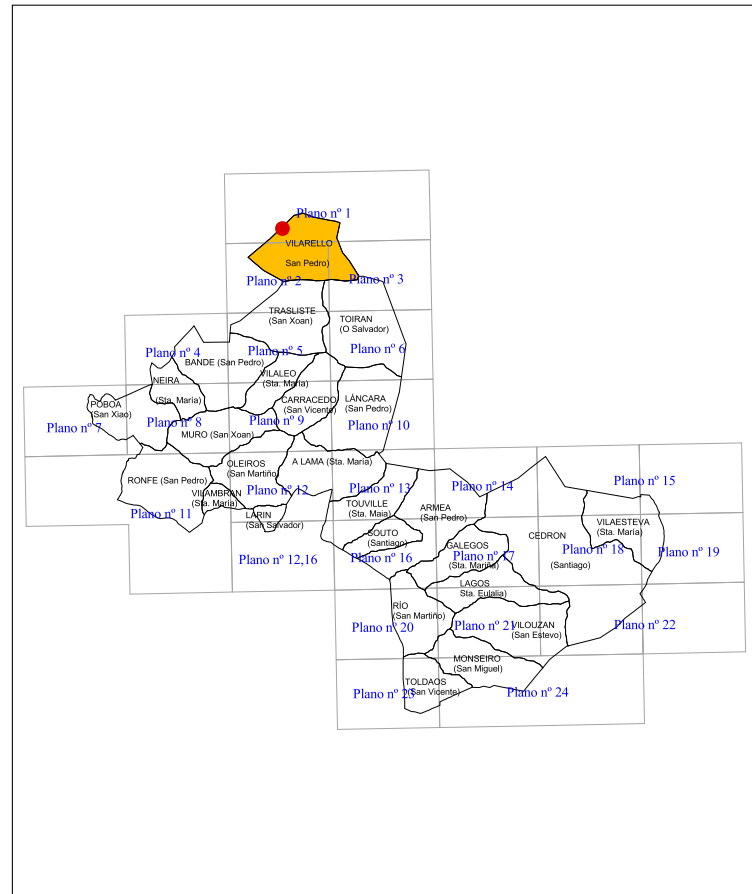 Plano nº 1
VILARELLO
San Pedro)
Plano nº 2
Plano nº 3
TRASLISTE
(San Xoan)
TOIRAN
(O Salvador)
Plano nº 4
Plano nº 5
Plano nº 6
BANDE (San Pedro)
VILALEO
(Sta. María)
NEIRA
(Sta. María)
CARRACEDO
(San Vicente)
LÁNCARA
(San Pedro)
POBOA
(San Xiao)
Plano nº 7
Plano nº 8
Plano nº 9
Plano nº 10
MURO (San Xoan)
OLEIROS
(San Martiño)
A LAMA (Sta. María)
RONFE (San Pedro)
VILAMBRAN
(Sta. María)
Plano nº 11
Plano nº 12
Plano nº 13
Plano nº 14
Plano nº 15
LARIN
(San Salvador)
TOUVILLE
(Sta. Maia)
ARMEA
(San Pedro)
VILAESTEVA
(Sta. María)
SOUTO
(Santiago)
GALEGOS
(Sta. Mariña)
CEDRON
(Santiago)
Plano nº 12,16
Plano nº 16
Plano nº 17
Plano nº 18
Plano nº 19
LAGOS
Sta. Eulalia)
RÍO
(San Martiño)
Plano nº 20
Plano nº 21
VILOUZAN
(San Estevo)
Plano nº 22
MONSEIRO
(San Miguel)
TOLDAOS
(San Vicente)
Plano nº 23
Plano nº 24